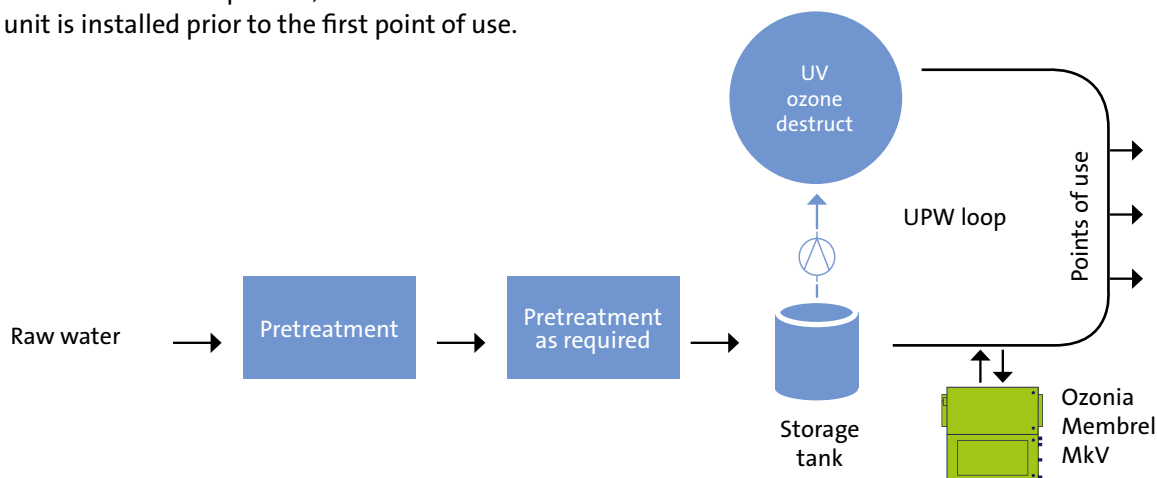 unit is installed prior to the first point of use.
UV
ozone
destruct
UPW loop
Points of use
Raw water
Pretreatment
Pretreatment
as required
Storage
tank
Ozonia
Membrel
MkV